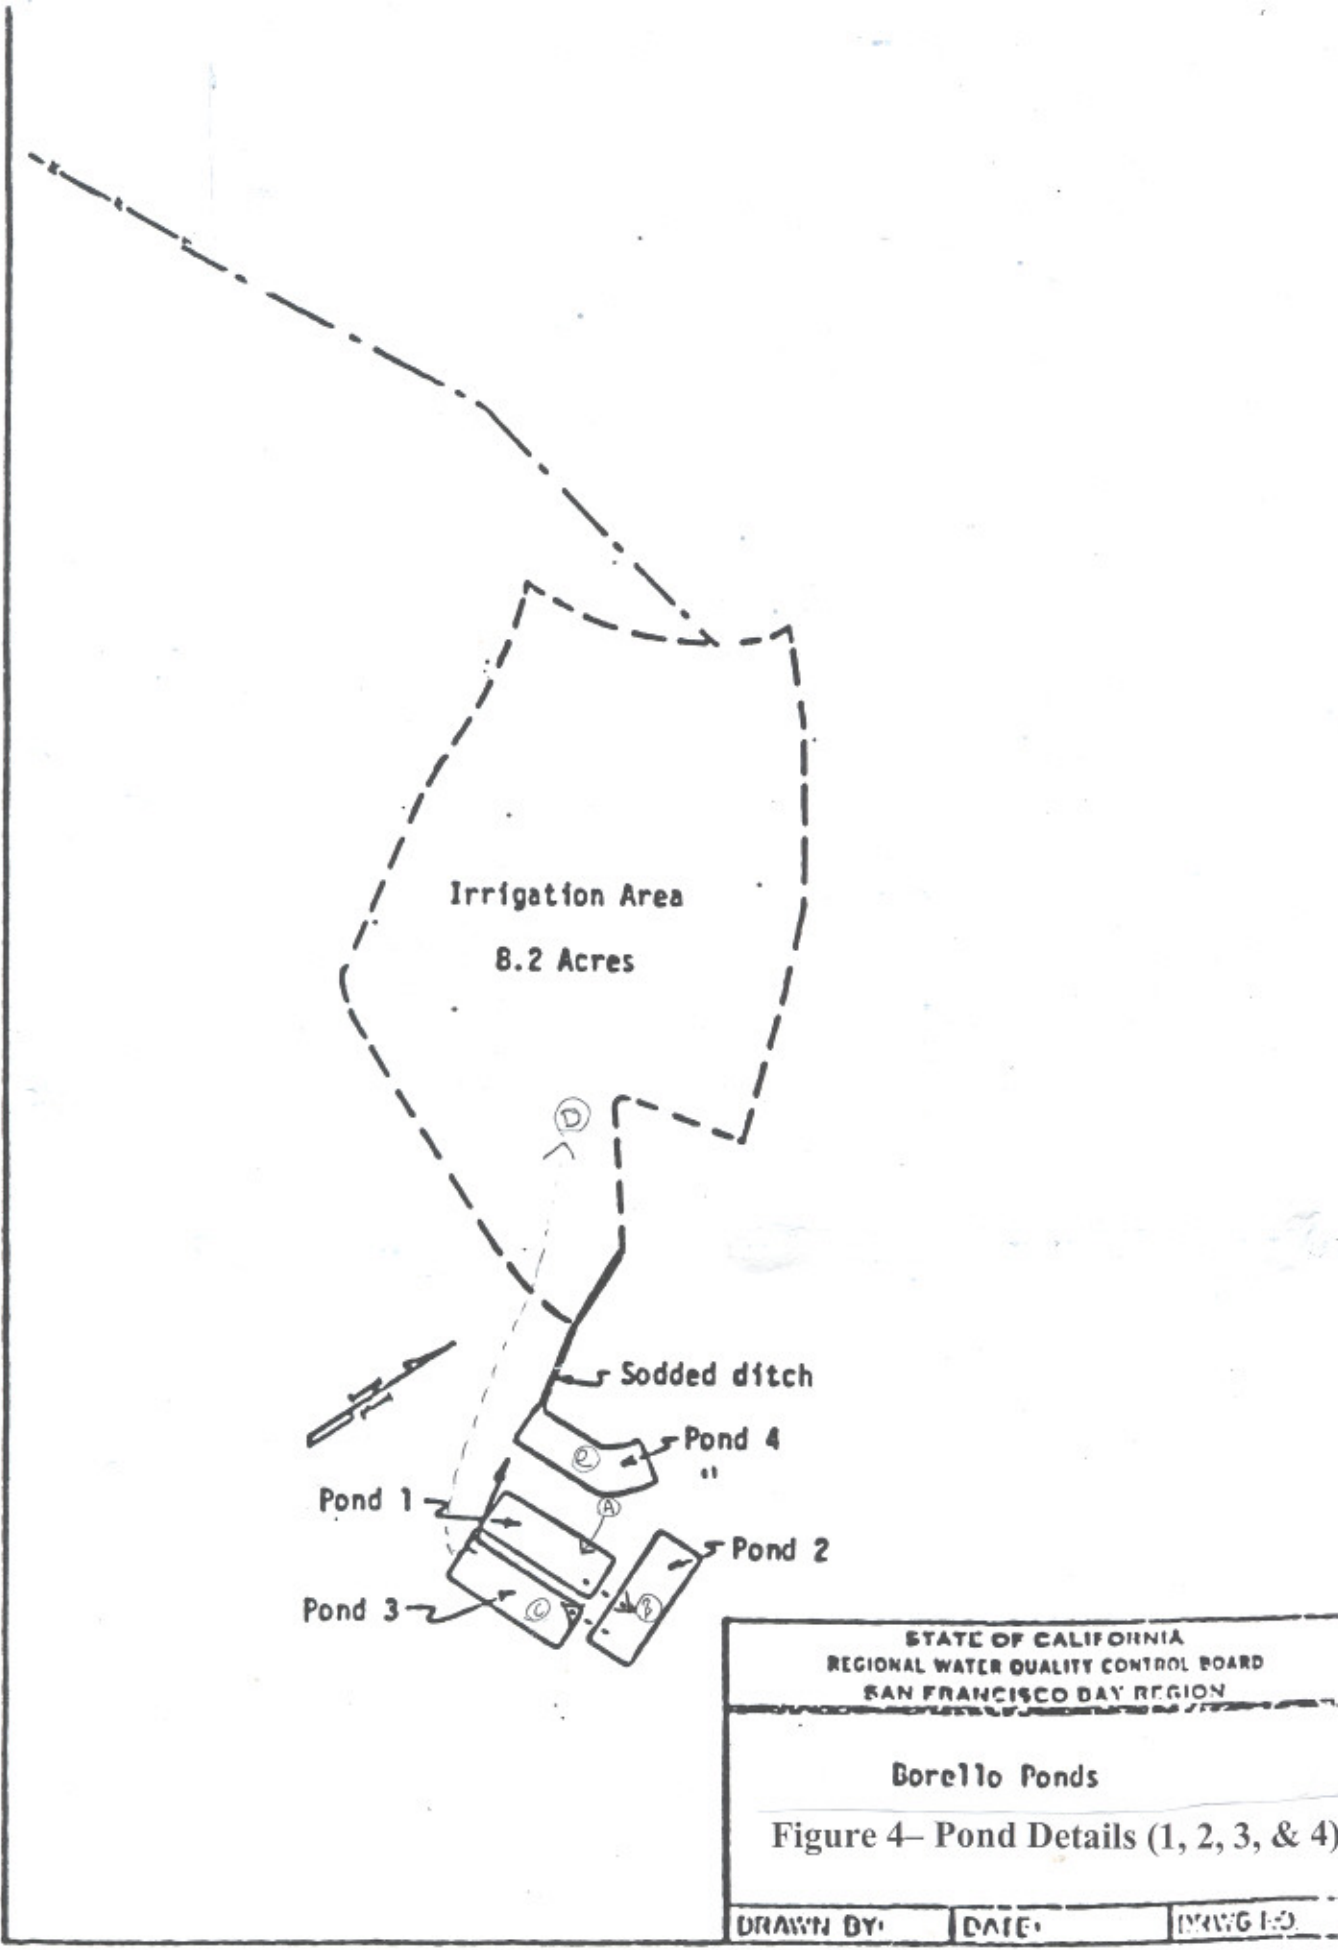 Irrigation Area
8.2 Acres
D
Sodded ditch
Pond 4
Pond 1
A
Pond 2
Pond 3
C
B
STATE OF CALIFORNIA
REGIONAL WATER QUALITY CONTROL BOARD
SAN FRANCISCO BAY REGION
Borello Ponds
Figure 4– Pond Details (1, 2, 3, & 4)
DRAWN BY:
DATE:
DRWG NO.